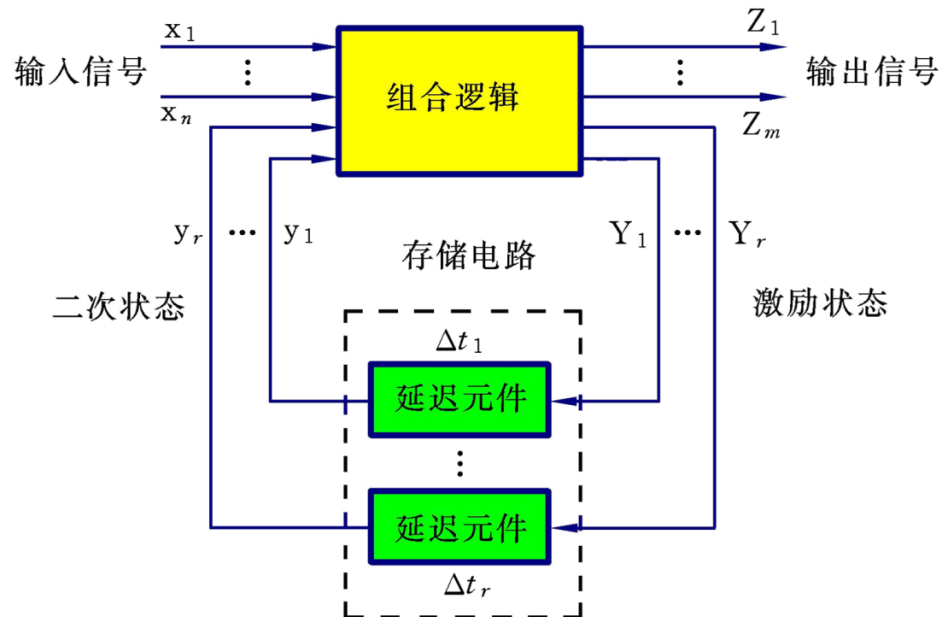 x1
Z1
输入信号
⋮
组合逻辑
⋮
输出信号
xn
Zm
yr … y1
Y1 … Yr
存储电路
二次状态
激励状态
Δt1
延迟元件
⋮
延迟元件
Δtr